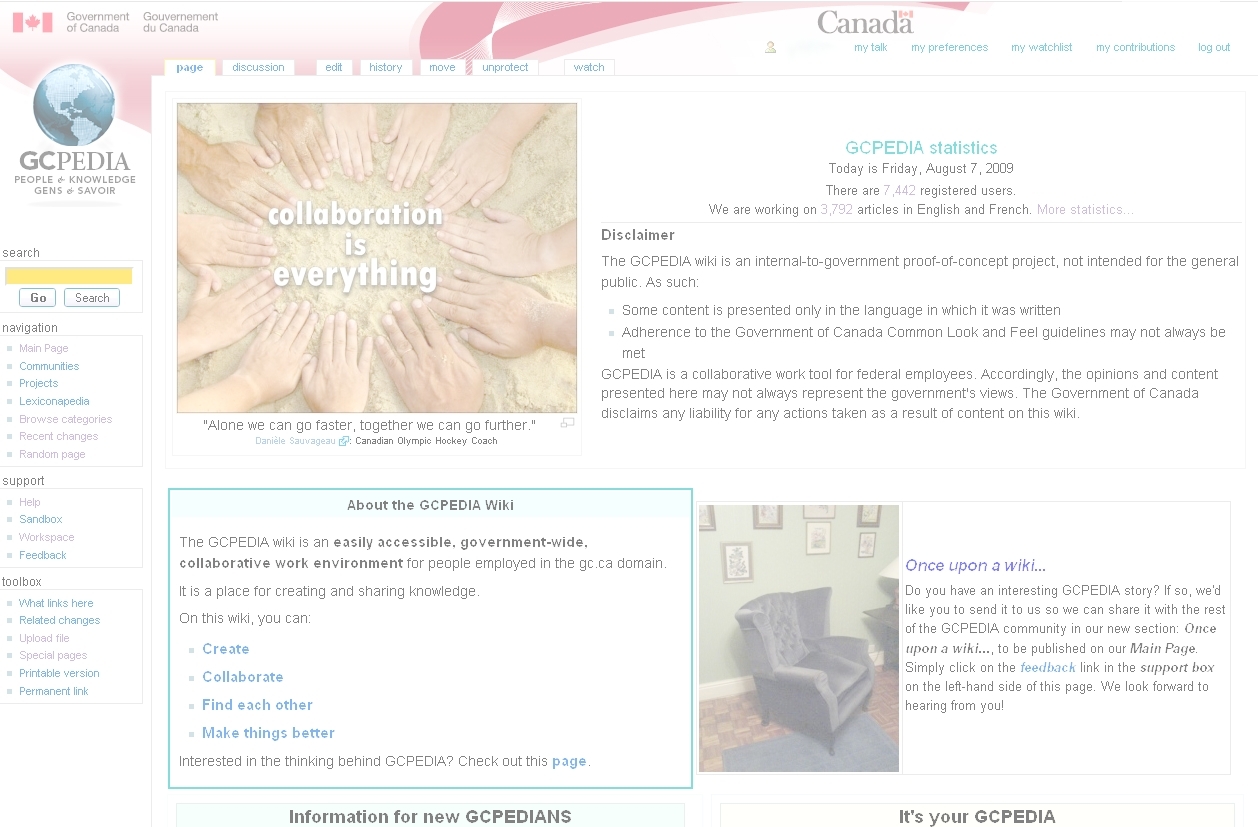 Government of Canada
Gouvernement du Canada
Canada
my talk my preferences my watchlist my contributions log out
page discussion edit history move unprotect watch
GCPEDIA
PEOPLE & KNOWLEDGE
GENS & SAVOIR
search
Go Search
navigation
Main Page
Communities
Projects
Lexiconapedia
Browse categories
Recent changes
Random page
support
Help
Sandbox
Workspace
Feedback
toolbox
What links here
Related changes
Upload file
Special pages
Printable version
Permanent link
collaboration
is
everything
"Alone we can go faster, together we can go further."
Danièle Sauvageau : Canadian Olympic Hockey Coach
GCPEDIA statistics
Today is Friday, August 7, 2009
There are 7,442 registered users.
We are working on 3,792 articles in English and French. More statistics...
Disclaimer
The GCPEDIA wiki is an internal-to-government proof-of-concept project, not intended for the general
public. As such:
Some content is presented only in the language in which it was written
Adherence to the Government of Canada Common Look and Feel guidelines may not always be
met
GCPEDIA is a collaborative work tool for federal employees. Accordingly, the opinions and content
presented here may not always represent the government's views. The Government of Canada
disclaims any liability for any actions taken as a result of content on this wiki.
About the GCPEDIA Wiki
The GCPEDIA wiki is an easily accessible, government-wide,
collaborative work environment for people employed in the gc.ca domain.
It is a place for creating and sharing knowledge.
On this wiki, you can:
Create
Collaborate
Find each other
Make things better
Interested in the thinking behind GCPEDIA? Check out this page.
Once upon a wiki...
Do you have an interesting GCPEDIA story? If so, we'd
like you to send it to us so we can share it with the rest
of the GCPEDIA community in our new section: Once
upon a wiki..., to be published on our Main Page.
Simply click on the feedback link in the support box
on the left-hand side of this page. We look forward to
hearing from you!
Information for new GCPEDIANS
It's your GCPEDIA